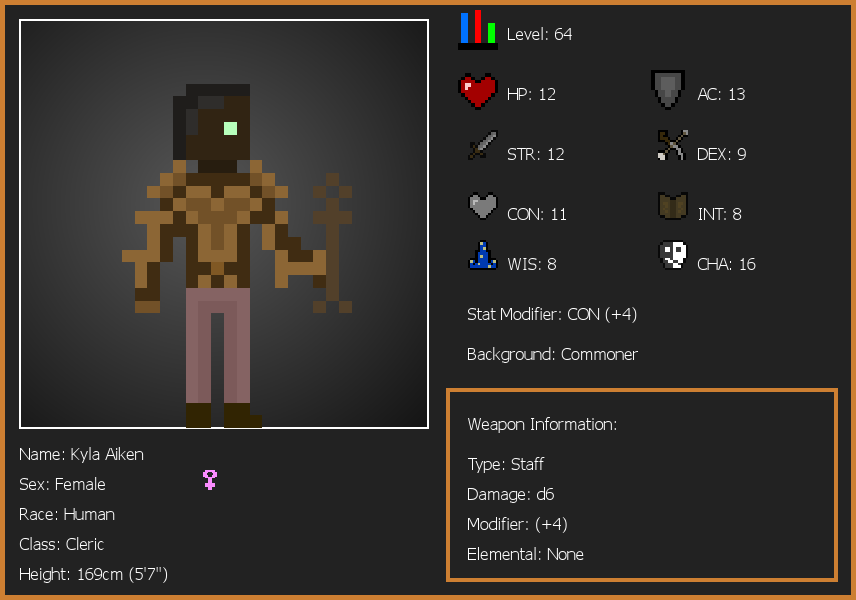 Level: 64
HP: 12
AC: 13
STR: 12
DEX: 9
CON: 11
INT: 8
WIS: 8
CHA: 16
Stat Modifier: CON (+4)
Background: Commoner
Weapon Information:
Type: Staff
Damage: d6
Modifier: (+4)
Elemental: None
Name: Kyla Aiken
Sex: Female
Race: Human
Class: Cleric
Height: 169cm (5'7")